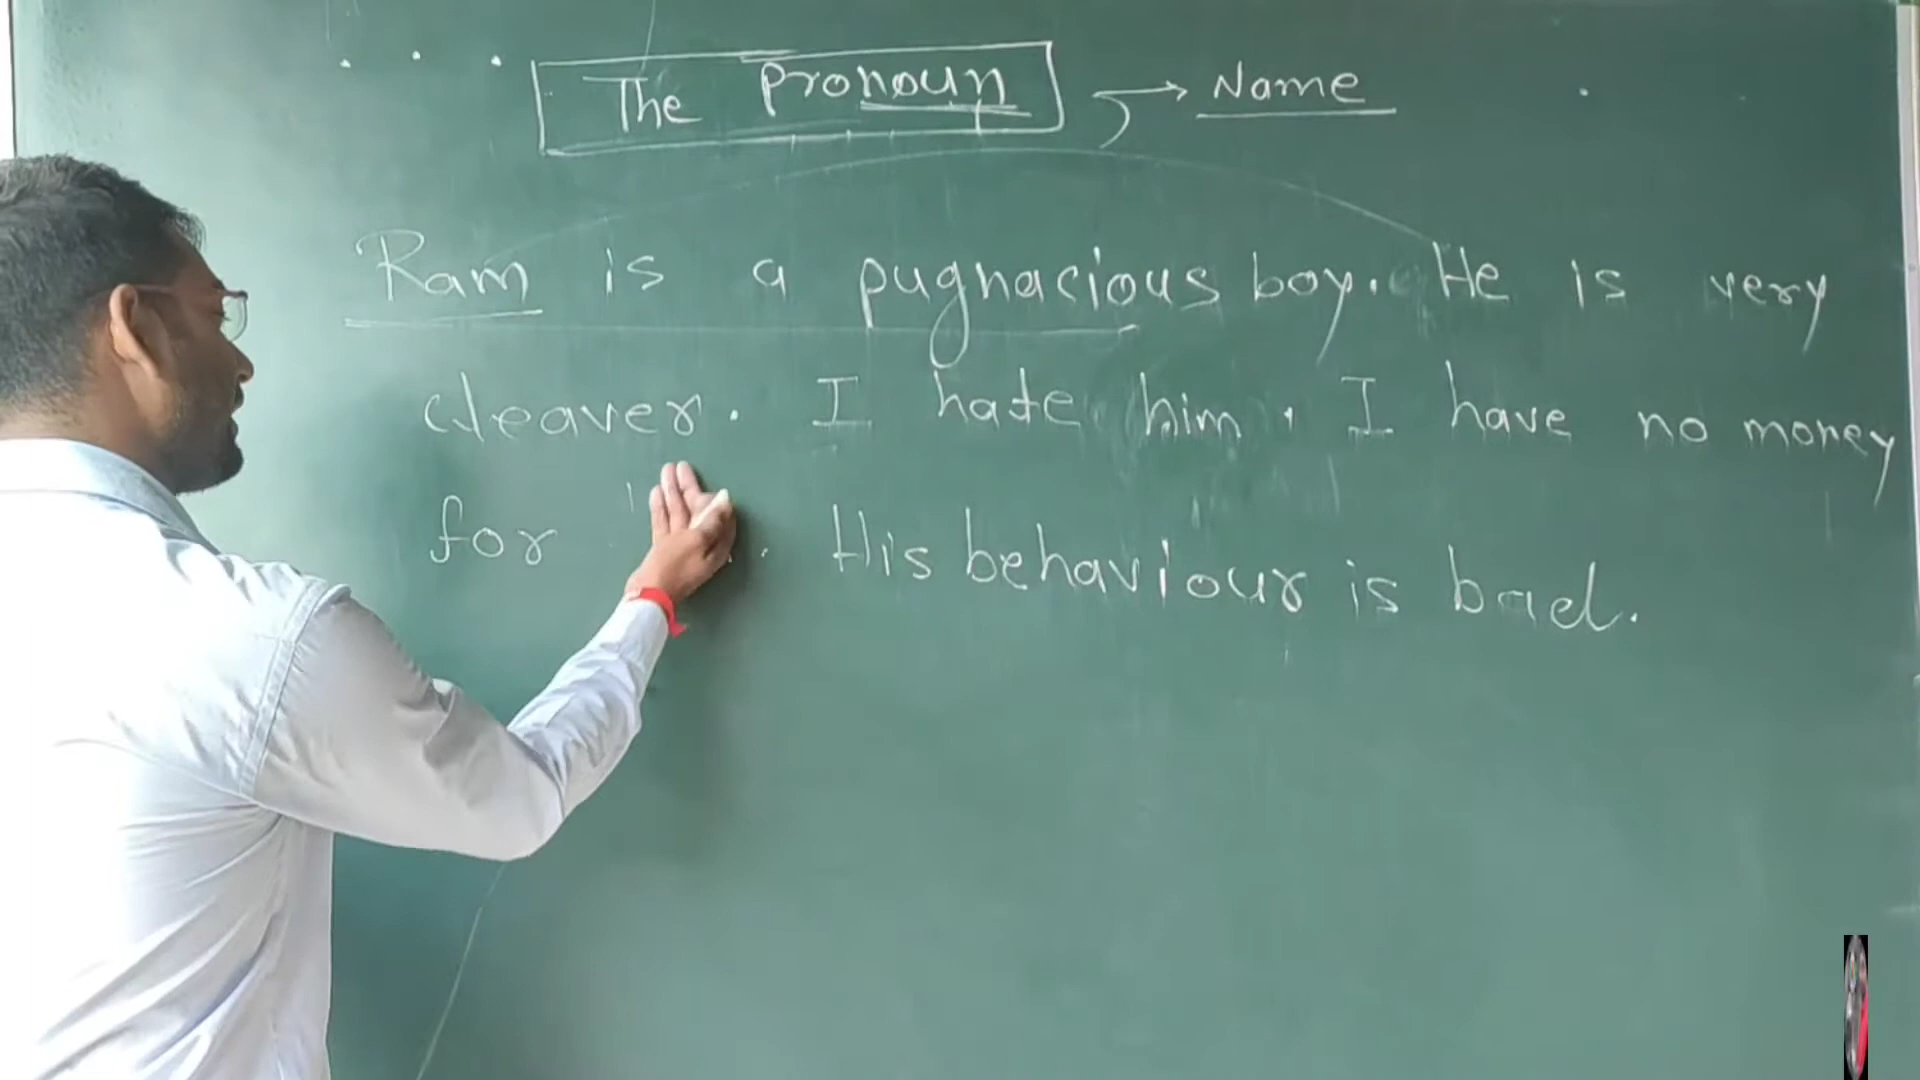 The Pronoun → Name
Ram is a pugnacious boy. He is very
cleaver. I hate him. I have no money
for . His behaviour is bad.